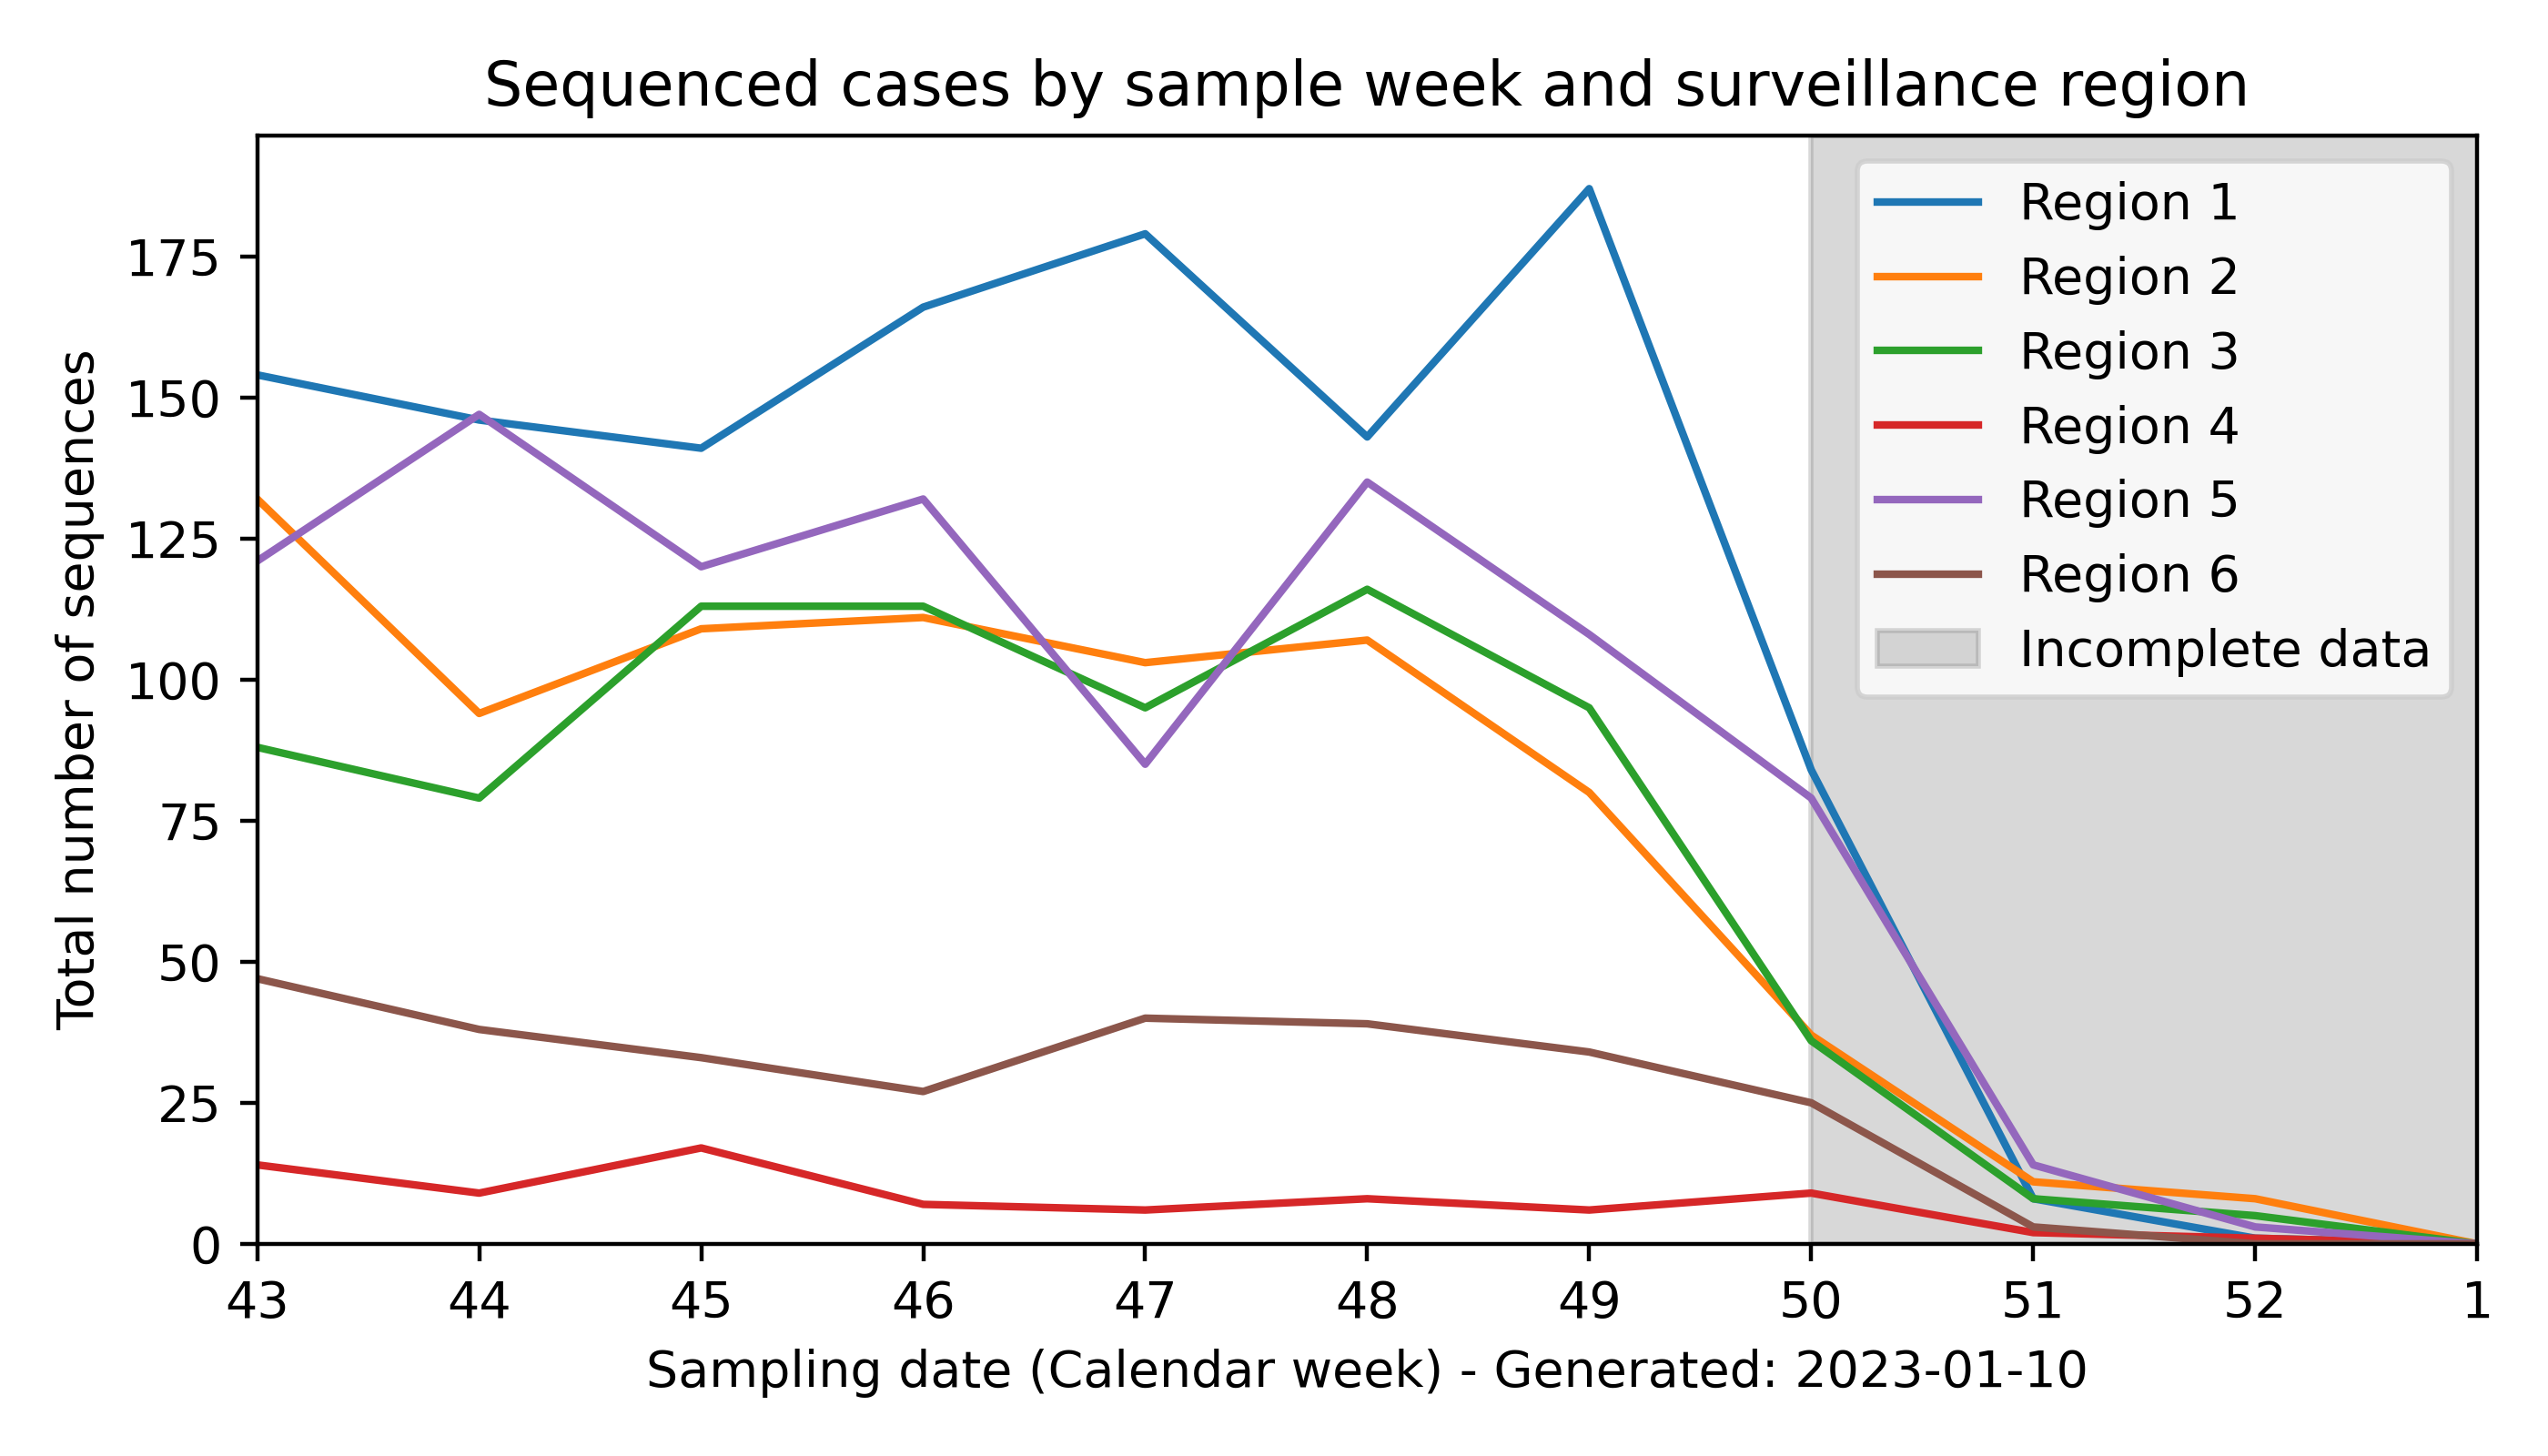 Sequenced cases by sample week and surveillance region
Total number of sequences
175
150
125
100
75
50
25
0
Region 1
Region 2
Region 3
Region 4
Region 5
Region 6
Incomplete data
43 44 45 46 47 48 49 50 51 52 1
Sampling date (Calendar week) - Generated: 2023-01-10